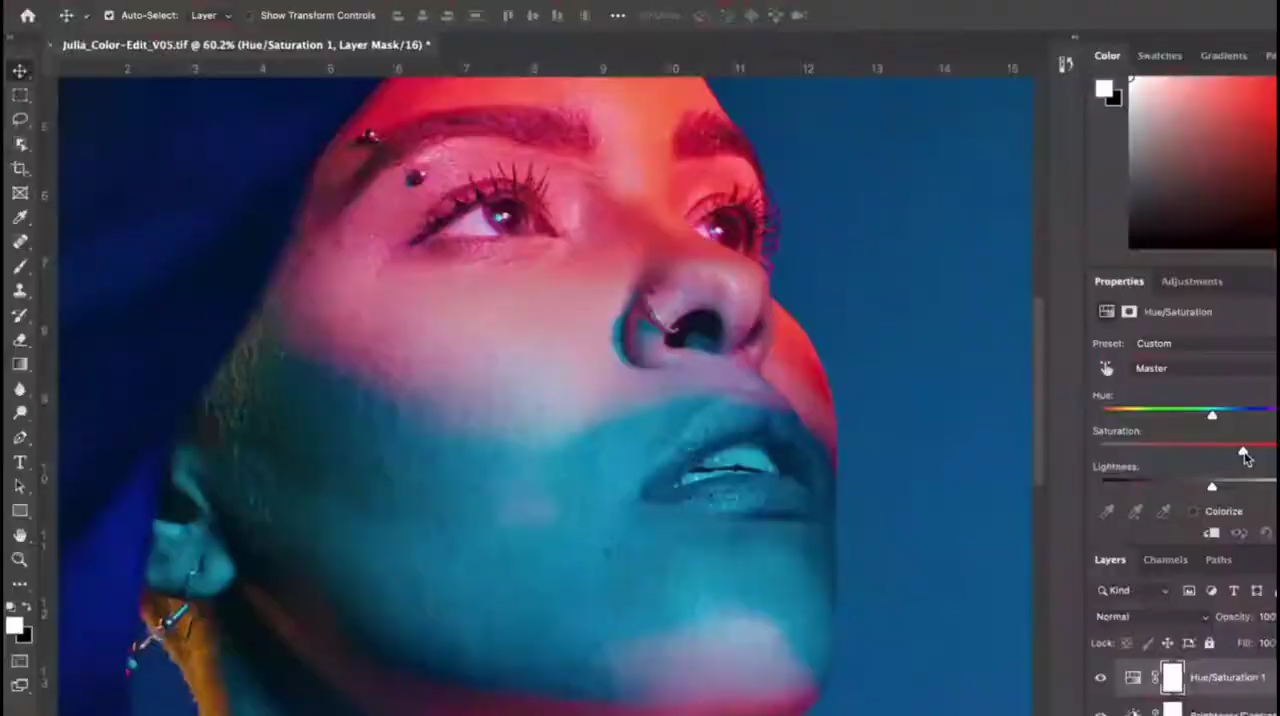 Auto-Select: Layer Show Transform Controls
Julia_Color-Edit_V05.tif @ 60.2% (Hue/Saturation 1, Layer Mask/16) *
2 3 4 5 6 7 8 9 10 11 12 13 14 15
Color Swatches Gradients
Properties Adjustments
Hue/Saturation
Preset: Custom
Master
Hue:
Saturation:
Lightness:
Colorize
Layers Channels Paths
Kind
Normal Opacity: 100
Lock: Fill: 100
Hue/Saturation 1